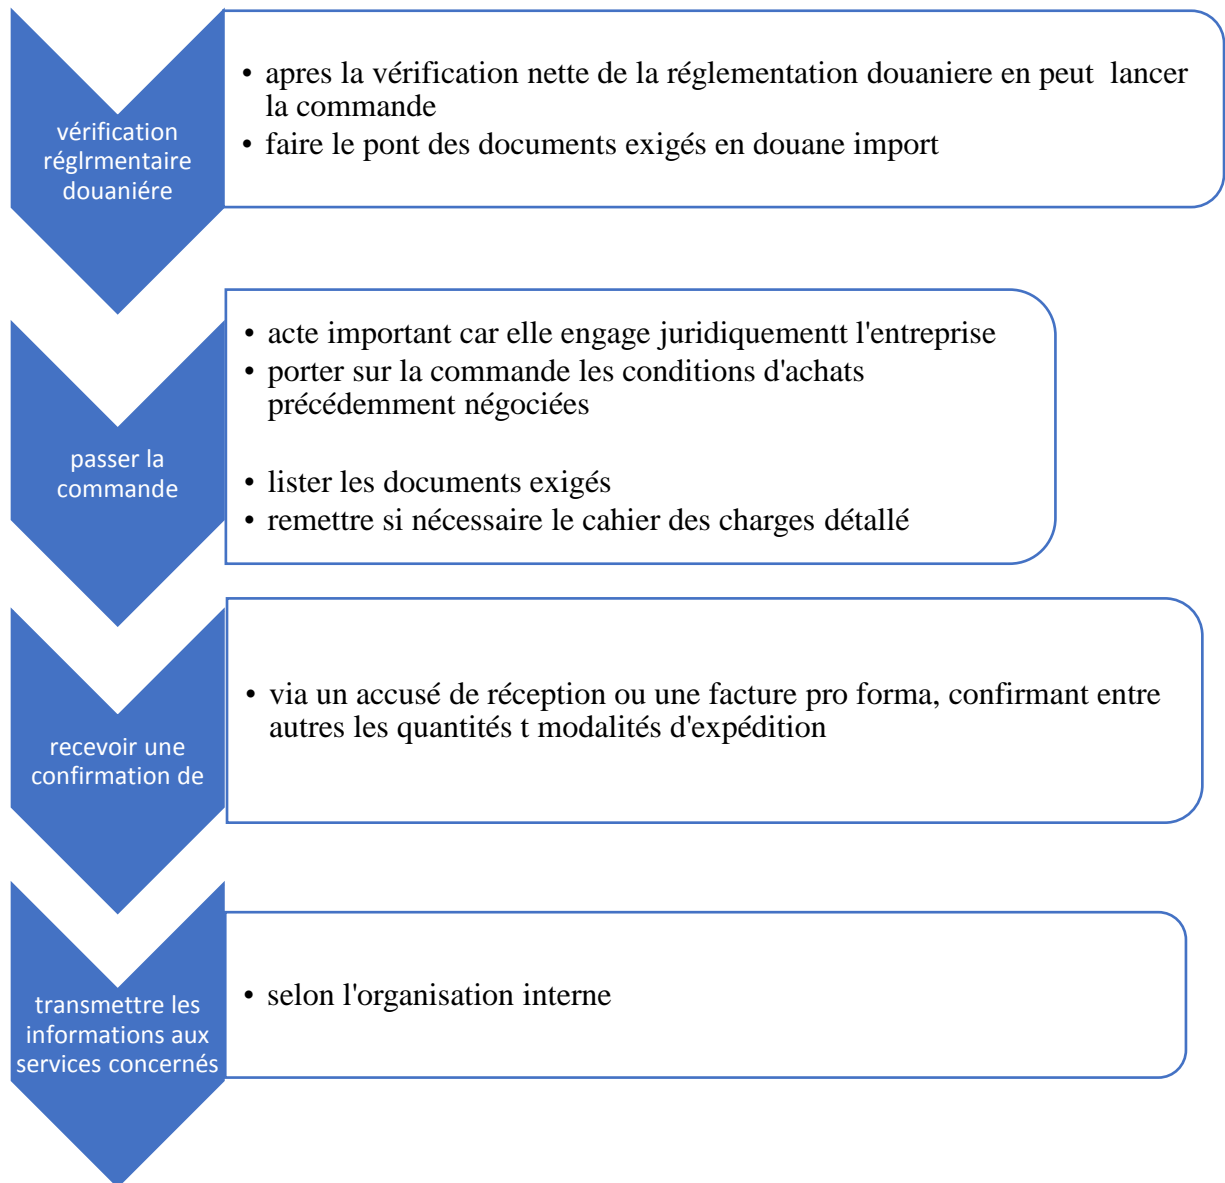 vérification
réglrmentaire
douaniére
• apres la vérification nette de la réglementation douaniere en peut lancer
la commande
• faire le pont des documents exigés en douane import
passer la
commande
• acte important car elle engage juridiquementt l'entreprise
• porter sur la commande les conditions d'achats
précédemment négociées
• lister les documents exigés
• remettre si nécessaire le cahier des charges détallé
recevoir une
confirmation de
• via un accusé de réception ou une facture pro forma, confirmant entre
autres les quantités t modalités d'expédition
transmettre les
informations aux
services concernés
• selon l'organisation interne